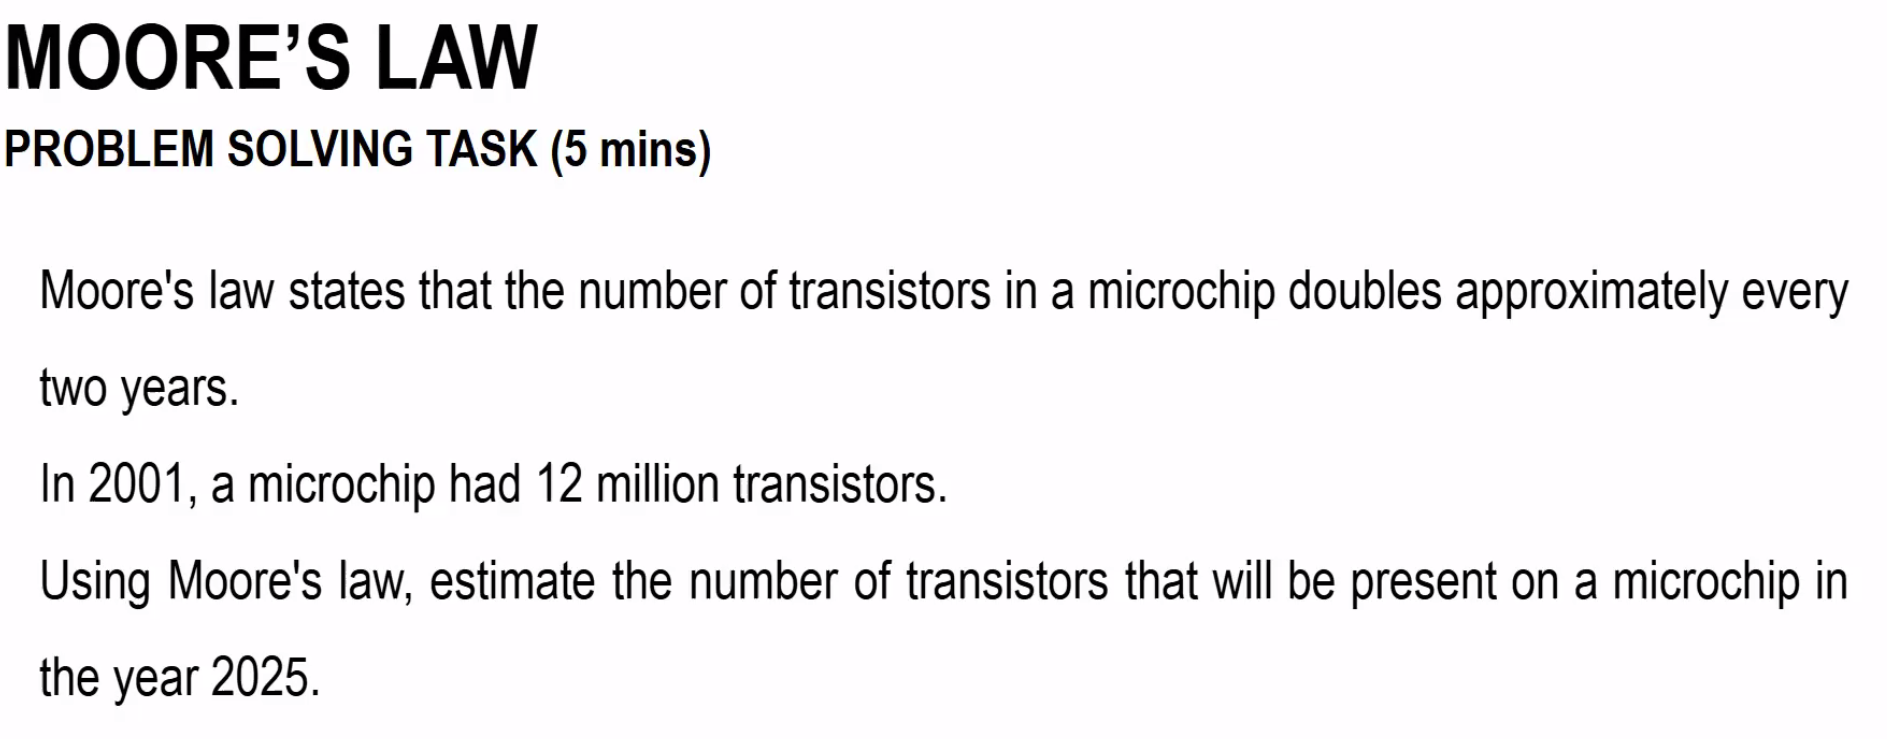 MOORE’S LAW
PROBLEM SOLVING TASK (5 mins)
Moore's law states that the number of transistors in a microchip doubles approximately every
two years.
In 2001, a microchip had 12 million transistors.
Using Moore's law, estimate the number of transistors that will be present on a microchip in
the year 2025.